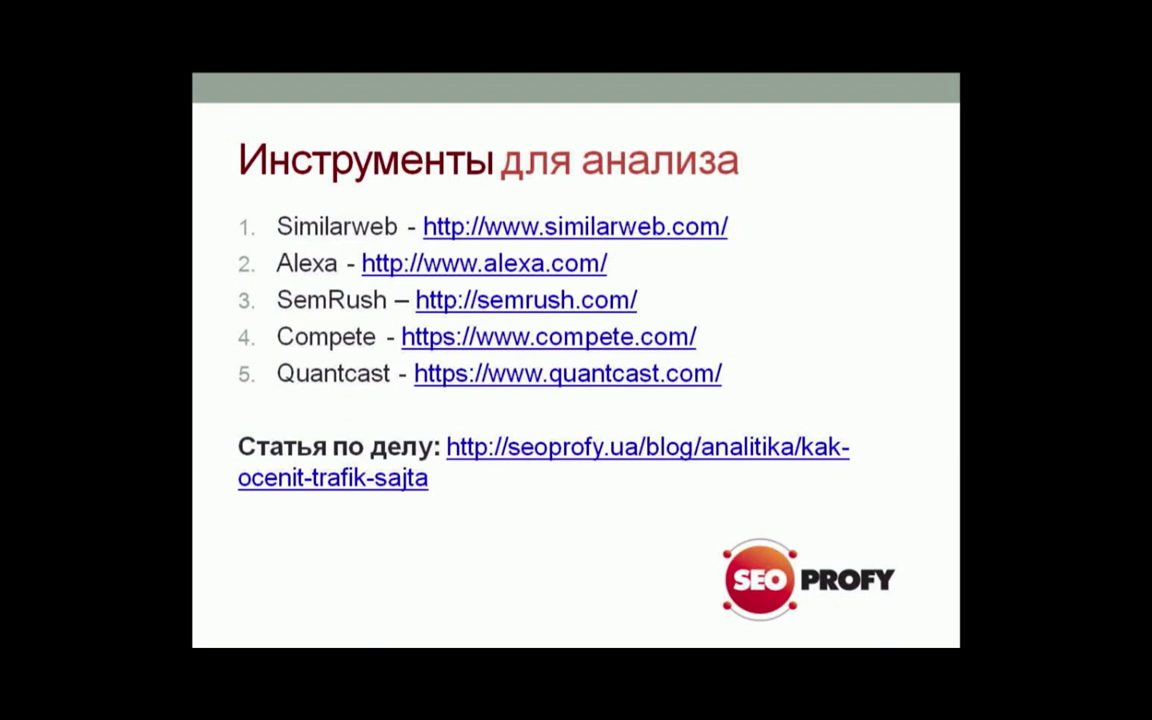 Инструменты для анализа
1. Similarweb - http://www.similarweb.com/
2. Alexa - http://www.alexa.com/
3. SemRush – http://semrush.com/
4. Compete - https://www.compete.com/
5. Quantcast - https://www.quantcast.com/
Статья по делу: http://seoprofy.ua/blog/analitika/kak-
ocenit-trafik-sajta
SEO PROFY